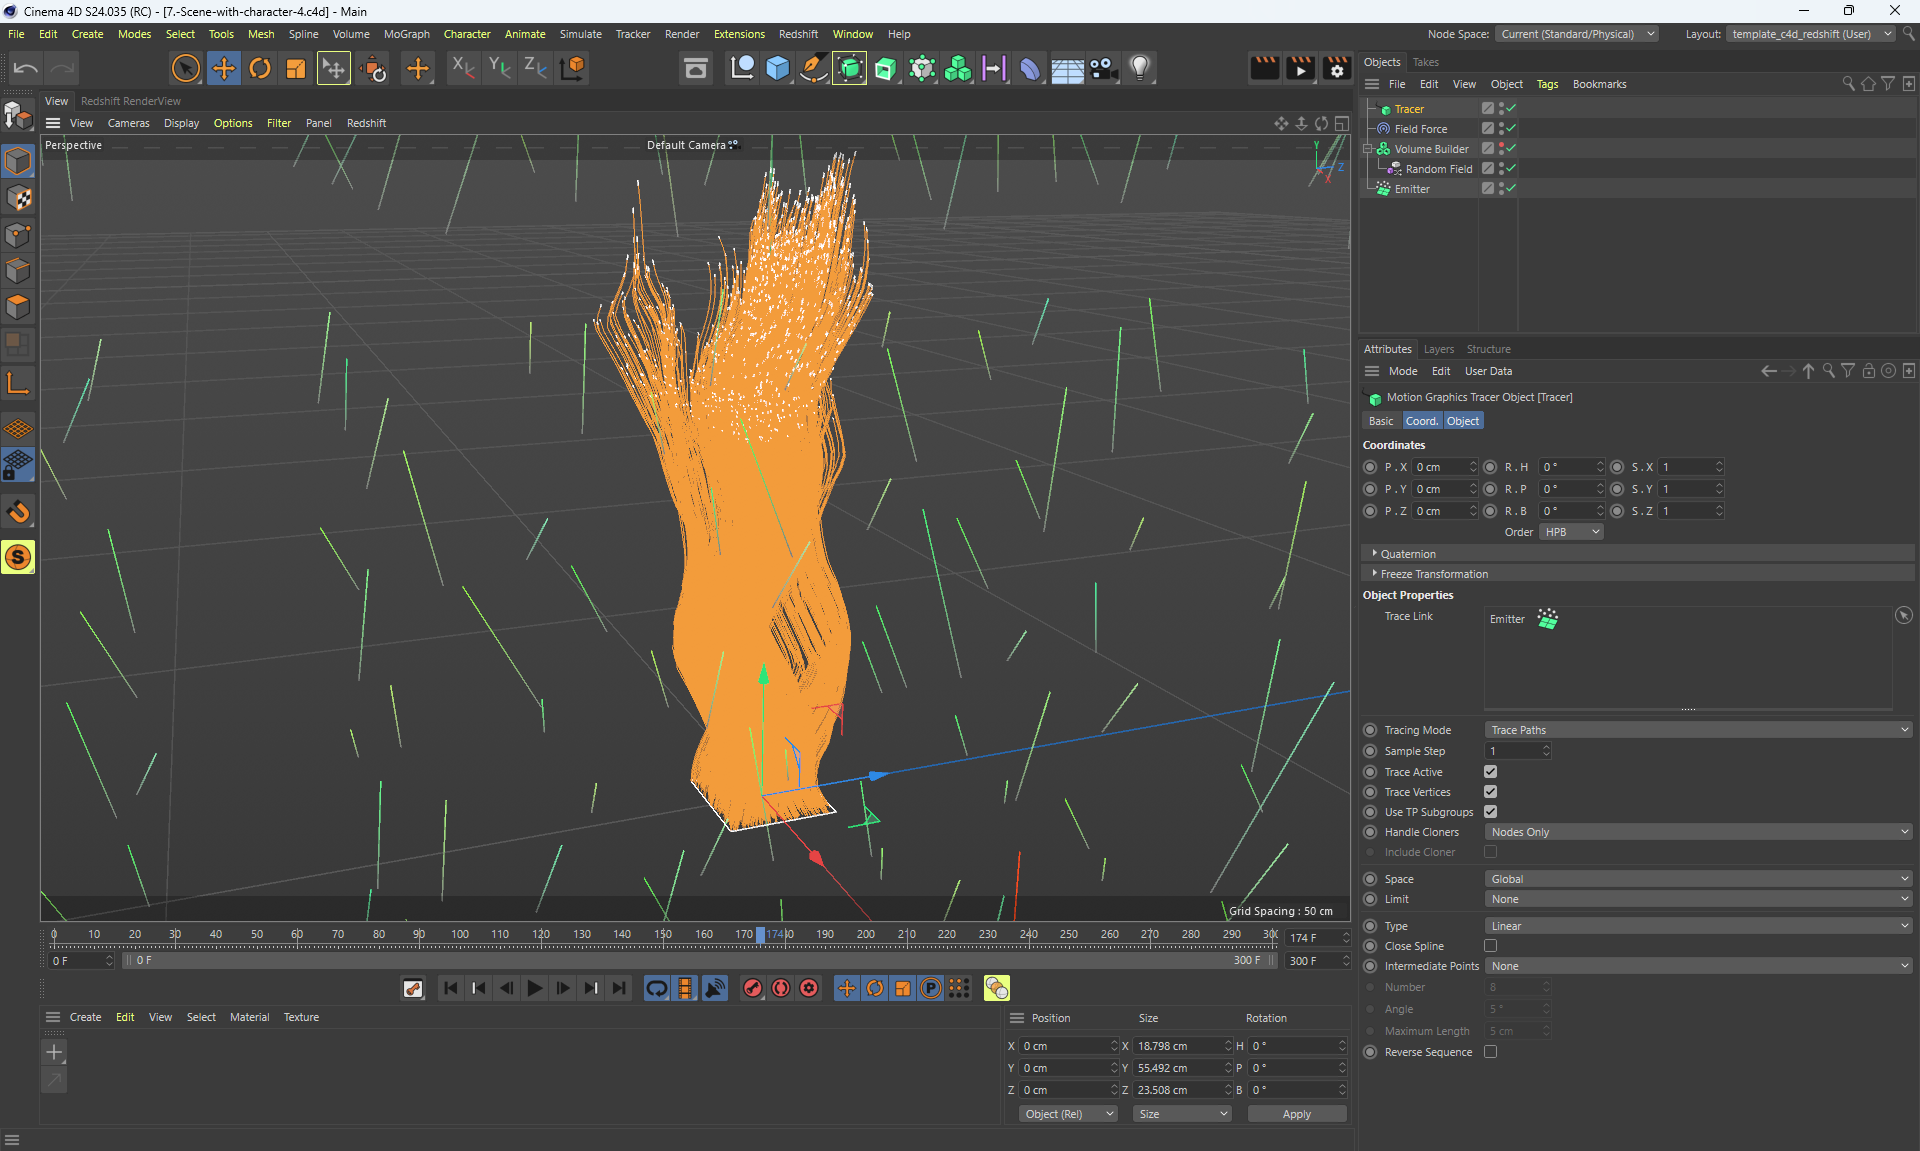 Cinema 4D S24.035 (RC) - [7.-Scene-with-character-4.c4d] - Main
File Edit Create Modes Select Tools Mesh Spline Volume MoGraph Character Animate Simulate Tracker Render Extensions Redshift Window Help
Node Space: Current (Standard/Physical) Layout: template_c4d_redshift (User)
X Y Z
Objects Takes
File Edit View Object Tags Bookmarks
View Redshift RenderView
View Cameras Display Options Filter Panel Redshift
Perspective
Default Camera
Y
Z
X
Grid Spacing : 50 cm
Tracer
Field Force
Volume Builder
Random Field
Emitter
Attributes Layers Structure
Mode Edit User Data
Motion Graphics Tracer Object [Tracer]
Basic Coord. Object
Coordinates
P . X 0 cm R . H 0 ° S . X 1
P . Y 0 cm R . P 0 ° S . Y 1
P . Z 0 cm R . B 0 ° S . Z 1
Order HPB
Quaternion
Freeze Transformation
Object Properties
Trace Link Emitter
Tracing Mode Trace Paths
Sample Step 1
Trace Active
Trace Vertices
Use TP Subgroups
Handle Cloners Nodes Only
Include Cloner
Space Global
Limit None
Type Linear
Close Spline
Intermediate Points None
Number 8
Angle 5 °
Maximum Length 5 cm
Reverse Sequence
S
0 10 20 30 40 50 60 70 80 90 100 110 120 130 140 150 160 170 174 190 200 210 220 230 240 250 260 270 280 290 174 F
0 F 0 F 300 F 300 F
P
Create Edit View Select Material Texture
Position Size Rotation
X 0 cm X 18.798 cm H 0 °
Y 0 cm Y 55.492 cm P 0 °
Z 0 cm Z 23.508 cm B 0 °
Object (Rel) Size Apply